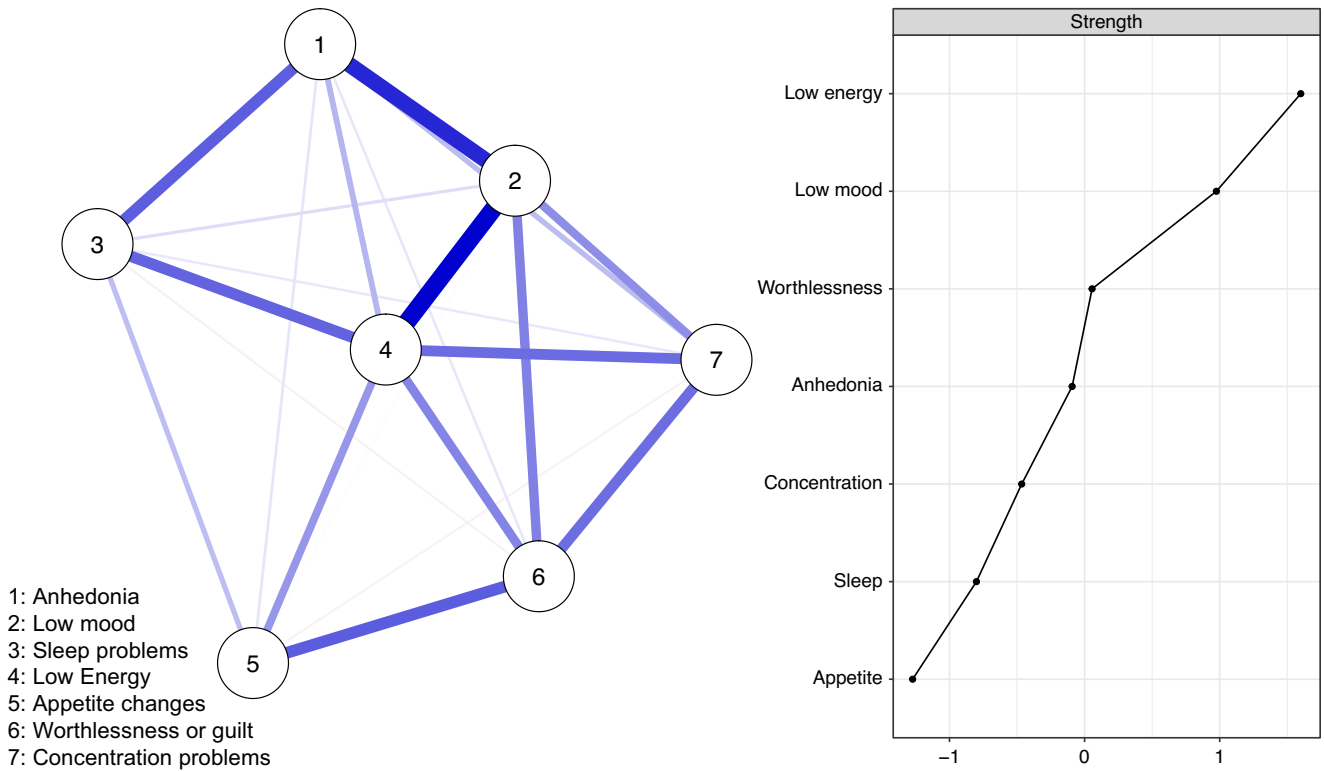 1
2
3
4
7
6
5
1: Anhedonia
2: Low mood
3: Sleep problems
4: Low Energy
5: Appetite changes
6: Worthlessness or guilt
7: Concentration problems
Strength
Low energy
Low mood
Worthlessness
Anhedonia
Concentration
Sleep
Appetite
−1 0 1